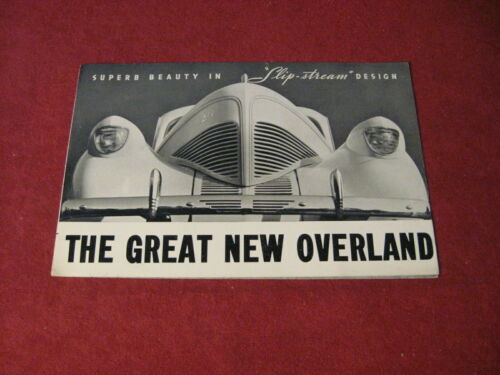 SUPERB BEAUTY IN "Slip-stream" DESIGN
THE GREAT NEW OVERLAND